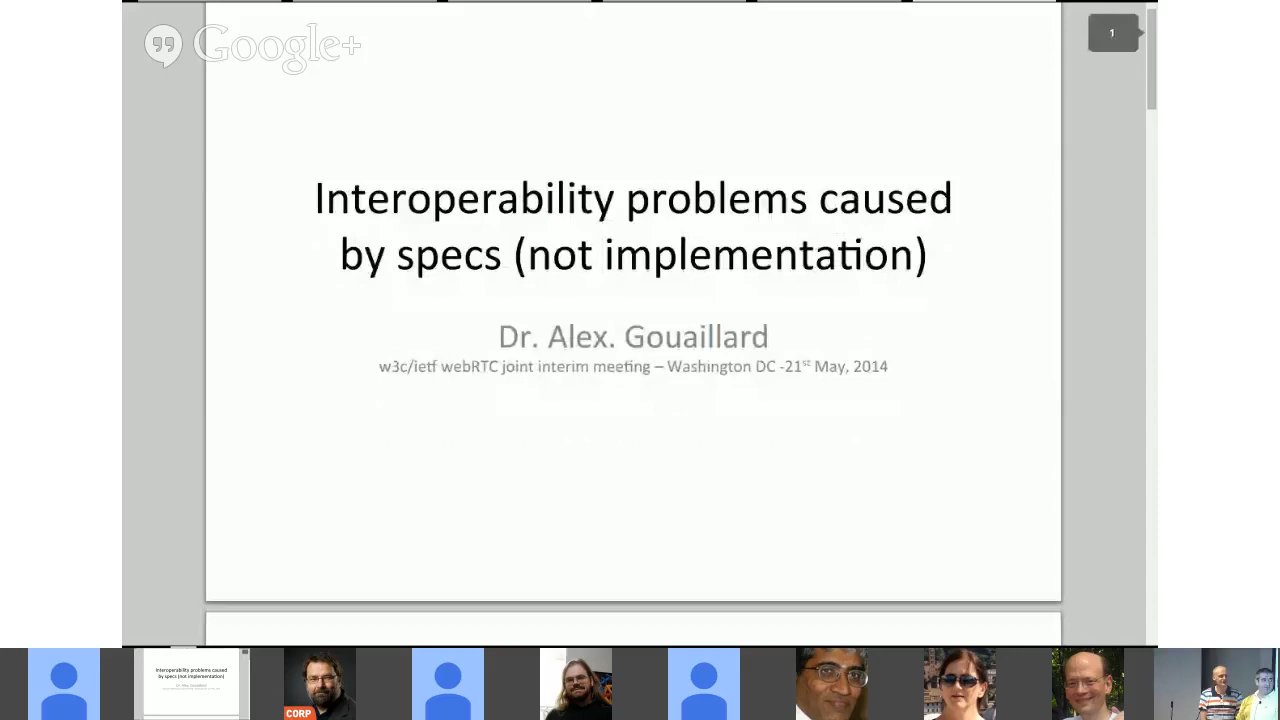 Google+
1
Interoperability problems caused
by specs (not implementation)
Dr. Alex. Gouaillard
w3c/ietf webRTC joint interim meeting – Washington DC -21st May, 2014
Interoperability problems caused
by specs (not implementation)
Dr. Alex. Gouaillard
CORP